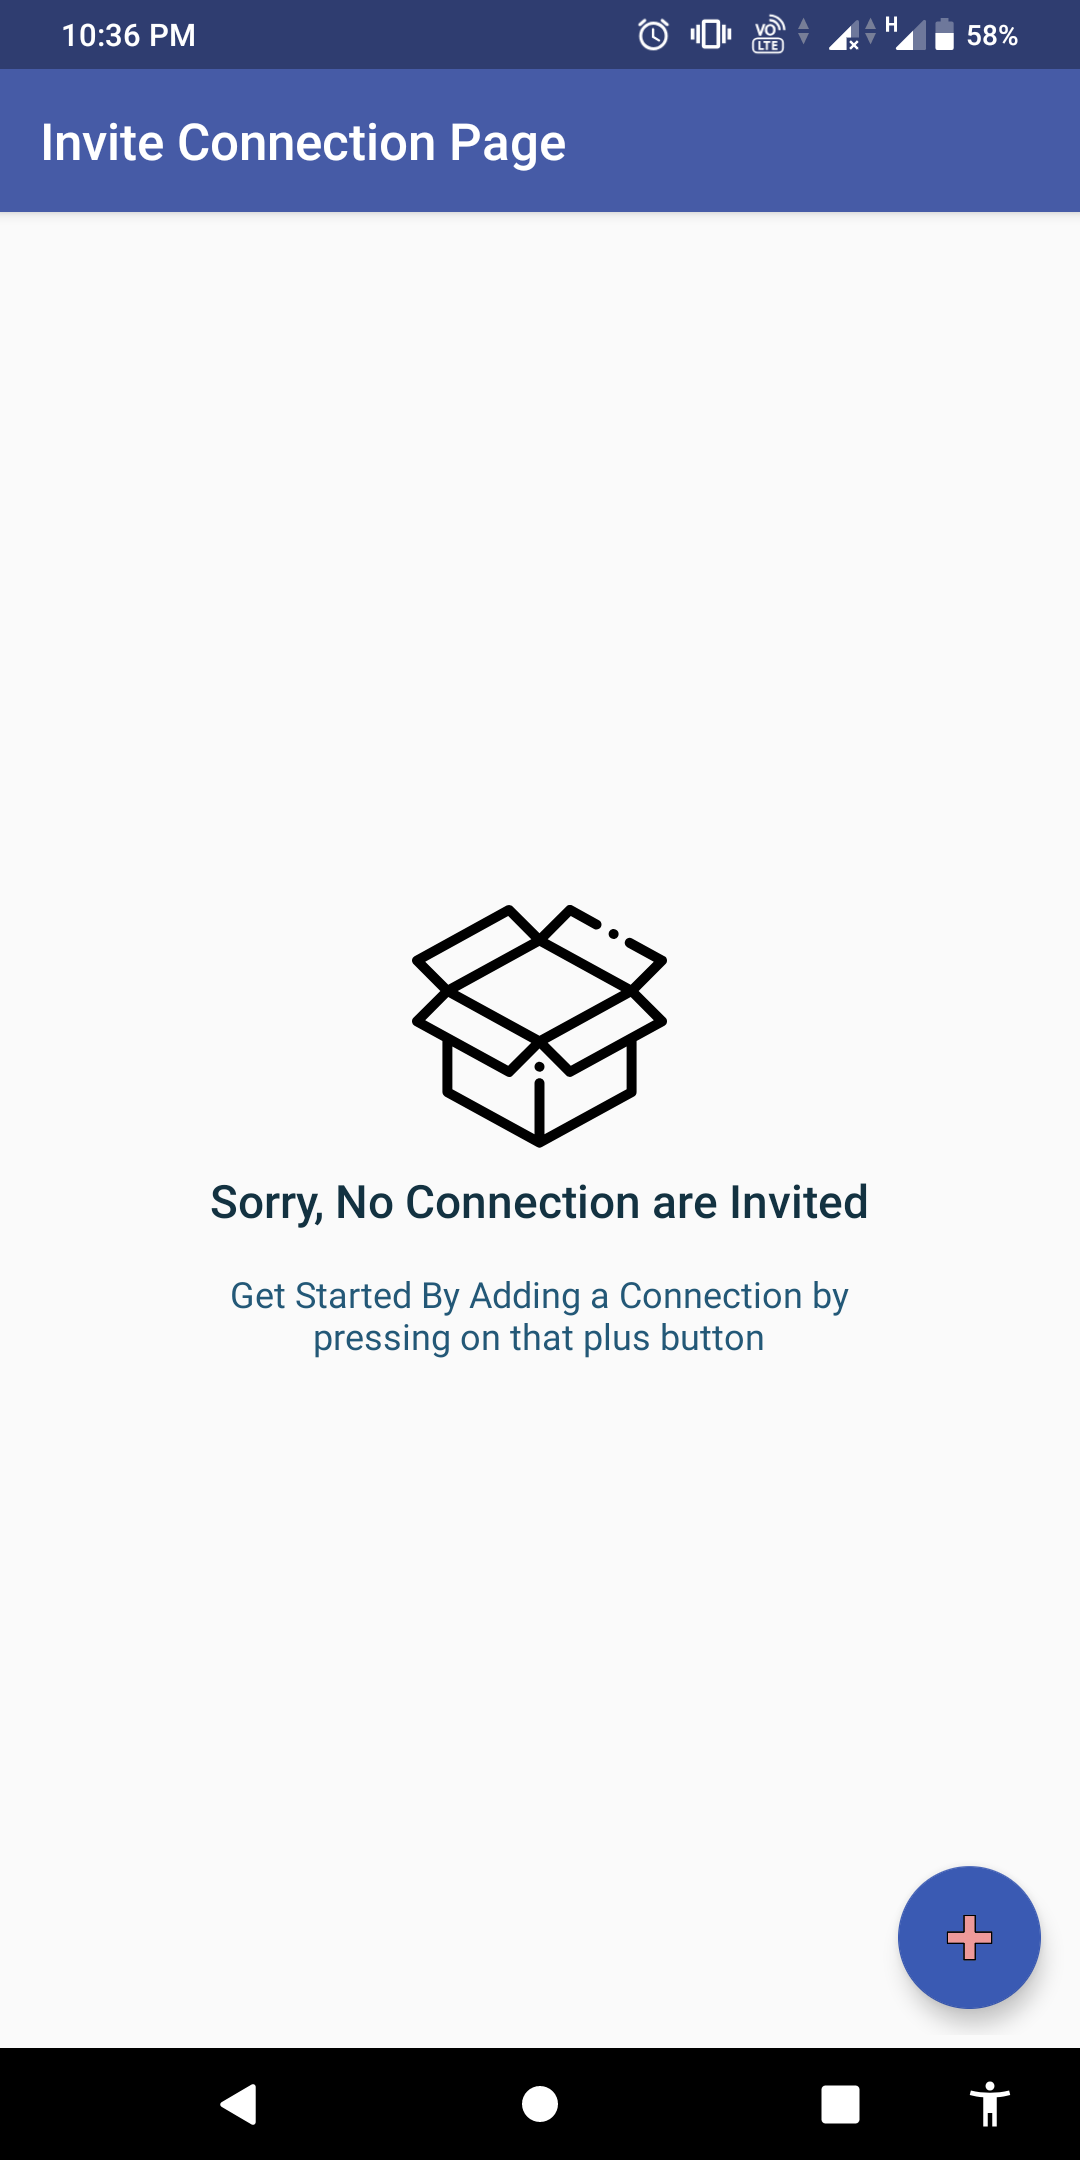 10:36 PM VO LTE H 58%
Invite Connection Page
Sorry, No Connection are Invited
Get Started By Adding a Connection by
pressing on that plus button